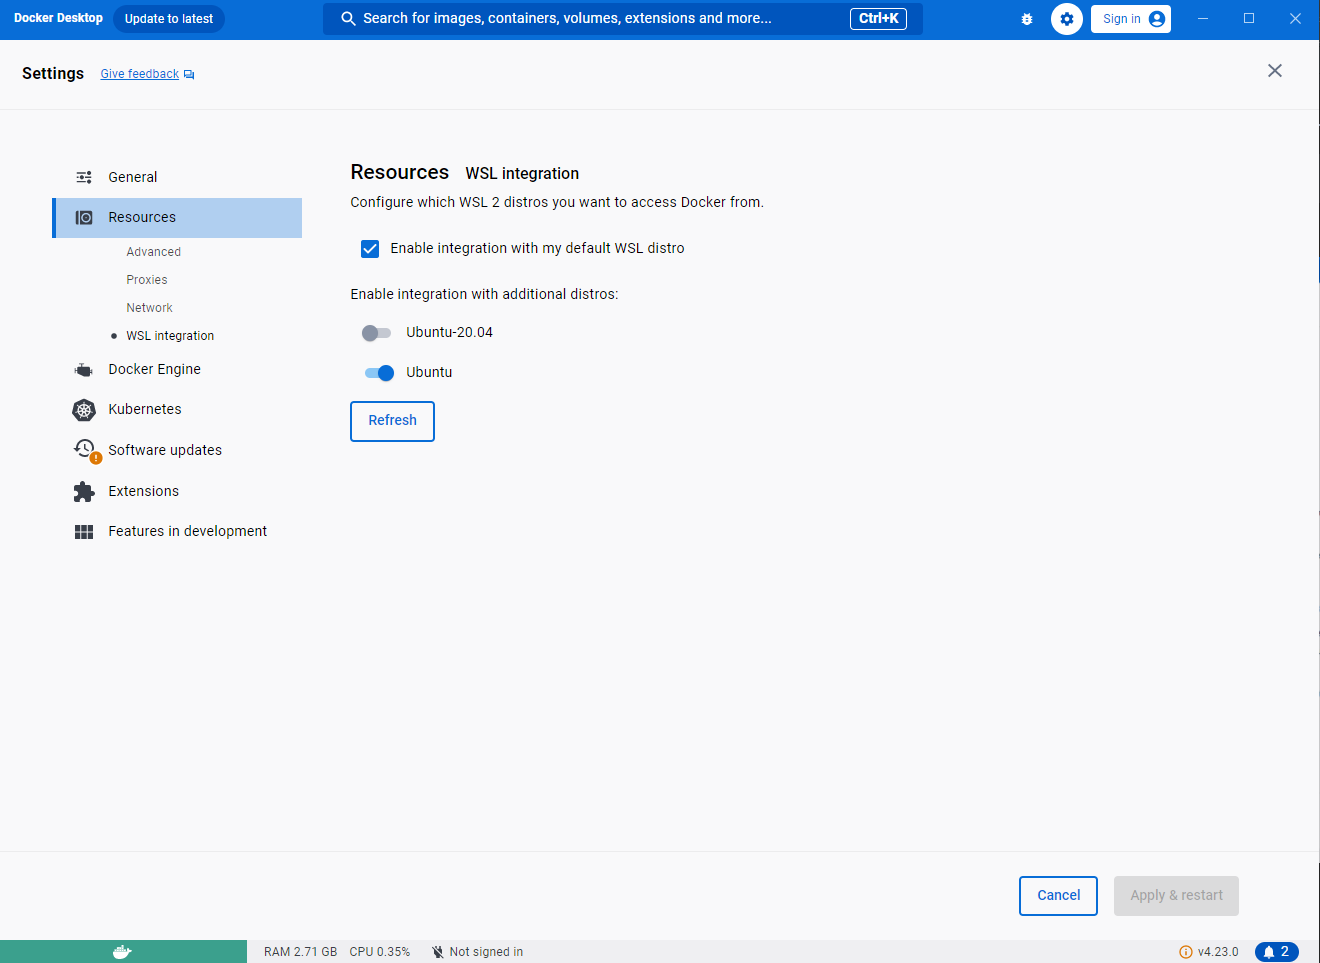 Docker Desktop Update to latest Search for images, containers, volumes, extensions and more... Ctrl+K Sign in
Settings Give feedback
General
Resources
Advanced
Proxies
Network
WSL integration
Docker Engine
Kubernetes
Software updates
Extensions
Features in development
Resources WSL integration
Configure which WSL 2 distros you want to access Docker from.
Enable integration with my default WSL distro
Enable integration with additional distros:
Ubuntu-20.04
Ubuntu
Refresh
Cancel Apply & restart
RAM 2.71 GB CPU 0.35% Not signed in v4.23.0 2